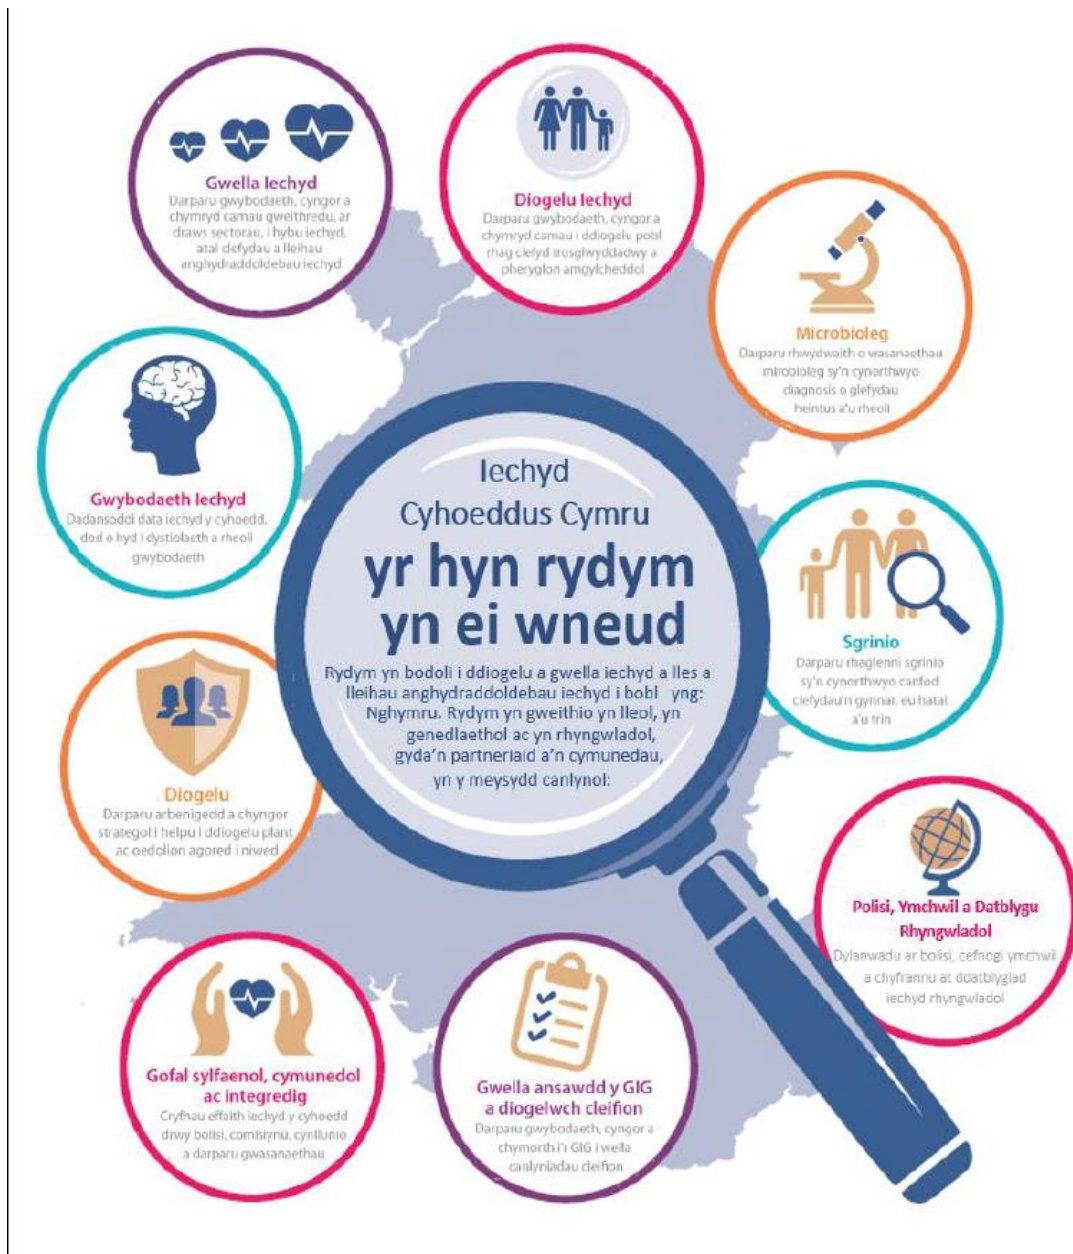 Gwella Iechyd
Darparu gwybodaeth, cyngor a
chymryd camau gweithredu, ar
draws sectorau, i hybu iechyd,
atal clefydau a lleihau
anghydraddoldebau iechyd
Diogelu Iechyd
Darparu gwybodaeth, cyngor a
chymryd camau i ddiogelu pobl
rhag clefyd trosglwyddadwy a
pheryglon amgylcheddol
Microbioleg
Darparu rhwydwaith o wasanaethau
mirobioleg sy'n cynorthwyo
diagnosis o glefydau
heintus a'u rheoli
Gwybodaeth Iechyd
Dadansoddi data iechyd y cyhoedd,
dod o hyd i dystiolaeth a rheoli
gwybodaeth
Iechyd
Cyhoeddus Cymru
yr hyn rydym
yn ei wneud
Rydym yn bodoli i ddiogelu a gwella iechyd a lles a
lleihau anghydraddoldebau iechyd i bobl yng:
Nghymru. Rydym yn gweithio yn lleol, yn
genedlaethol ac yn rhyngwladol,
gyda'n partneriaid a'n cymunedau,
yn y meysydd canlynol:
Sgrinio
Darparu rhaglenni sgrinio
sy'n cynorthwyo canfod
clefydau'n gynnar, eu hatal
a'u trin
Diogelu
Darparu arbenigedd a chyngor
strategol i helpu i ddiogelu plant
ac oedolion agored i niwed
Polisi, Ymchwil a Datblygu
Rhyngwladol
Dylanwadu ar bolisi, cefnogi ymchwil
a chyfrannu at ddatblygiad
iechyd rhyngwladol
Gofal sylfaenol, cymunedol
ac integredig
Cryfhau effaith iechyd y cyhoedd
drwy bolisi, comisiynu, cynllunio
a darparu gwasanaethau
Gwella ansawdd y GIG
a diogelwch cleifion
Darparu gwybodaeth, cyngor a
chymorth i'r GIG i wella
canlyniadau cleifion